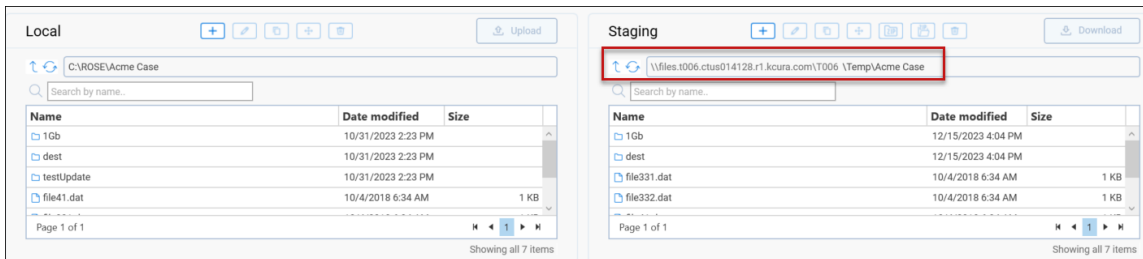 Local
Upload
C:\ROSE\Acme Case
Search by name..
Name Date modified Size
1Gb 10/31/2023 2:23 PM
dest 10/31/2023 2:23 PM
testUpdate 10/31/2023 2:23 PM
file41.dat 10/4/2018 6:34 AM 1 KB
Page 1 of 1 1
Showing all 7 items
Staging
Download
\\files.t006.ctus014128.r1.kcura.com\T006 \Temp\Acme Case
Search by name..
Name Date modified Size
1Gb 12/15/2023 4:04 PM
dest 12/15/2023 4:04 PM
file331.dat 10/4/2018 6:34 AM 1 KB
file332.dat 10/4/2018 6:34 AM 1 KB
Page 1 of 1 1
Showing all 7 items